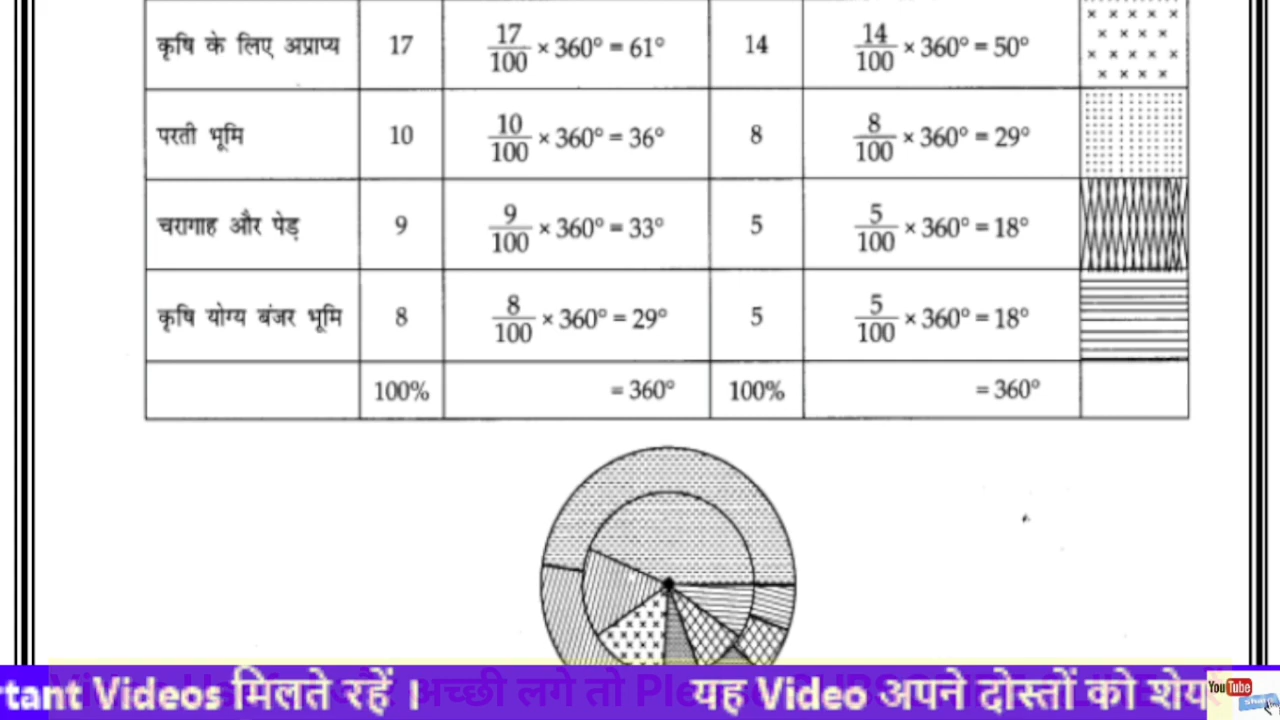 कृषि के लिए अप्राप्य 17 17/100 × 360° = 61° 14 14/100 × 360° = 50°
परती भूमि 10 10/100 × 360° = 36° 8 8/100 × 360° = 29°
चरागाह और पेड़ 9 9/100 × 360° = 33° 5 5/100 × 360° = 18°
कृषि योग्य बंजर भूमि 8 8/100 × 360° = 29° 5 5/100 × 360° = 18°
100% = 360° 100% = 360°
rtant Videos मिलते रहें । यह Video अपने दोस्तों को शेय
अच्छी लगे तो
YouTube